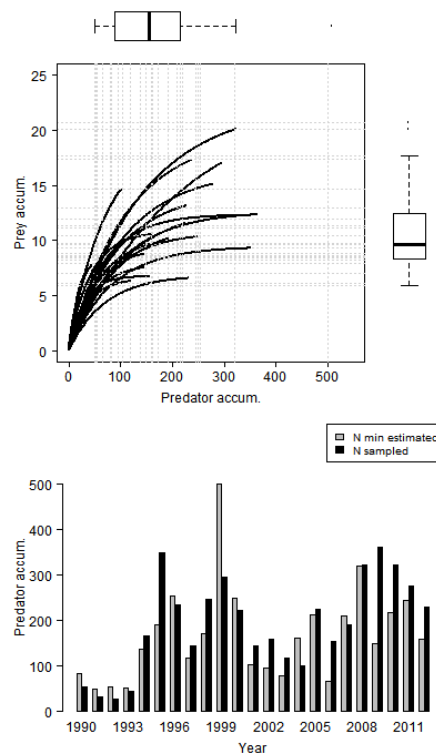 25
20
15
10
5
0
Prey accum.
0 100 200 300 400 500
Predator accum.
N min estimated
N sampled
500
400
300
200
100
0
Predator accum.
1990 1993 1996 1999 2002 2005 2008 2011
Year